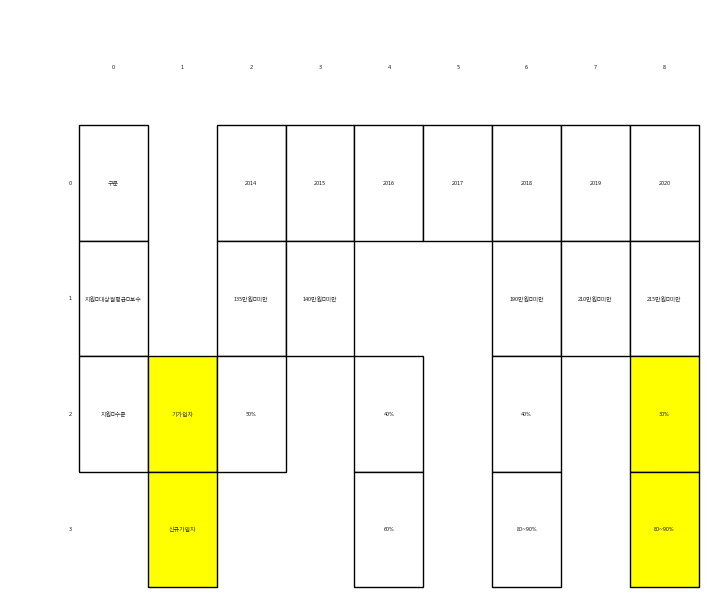 0 1 2 3 4 5 6 7 8
0 구분 2014 2015 2016 2017 2018 2019 2020
1 지원□대상월평균□보수 135만원□미만 140만원□미만 190만원□미만 210만원□미만 215만원□미만
2 지원□수준 기가입자 50% 40% 40% 30%
3 신규가입자 60% 80~90% 80~90%